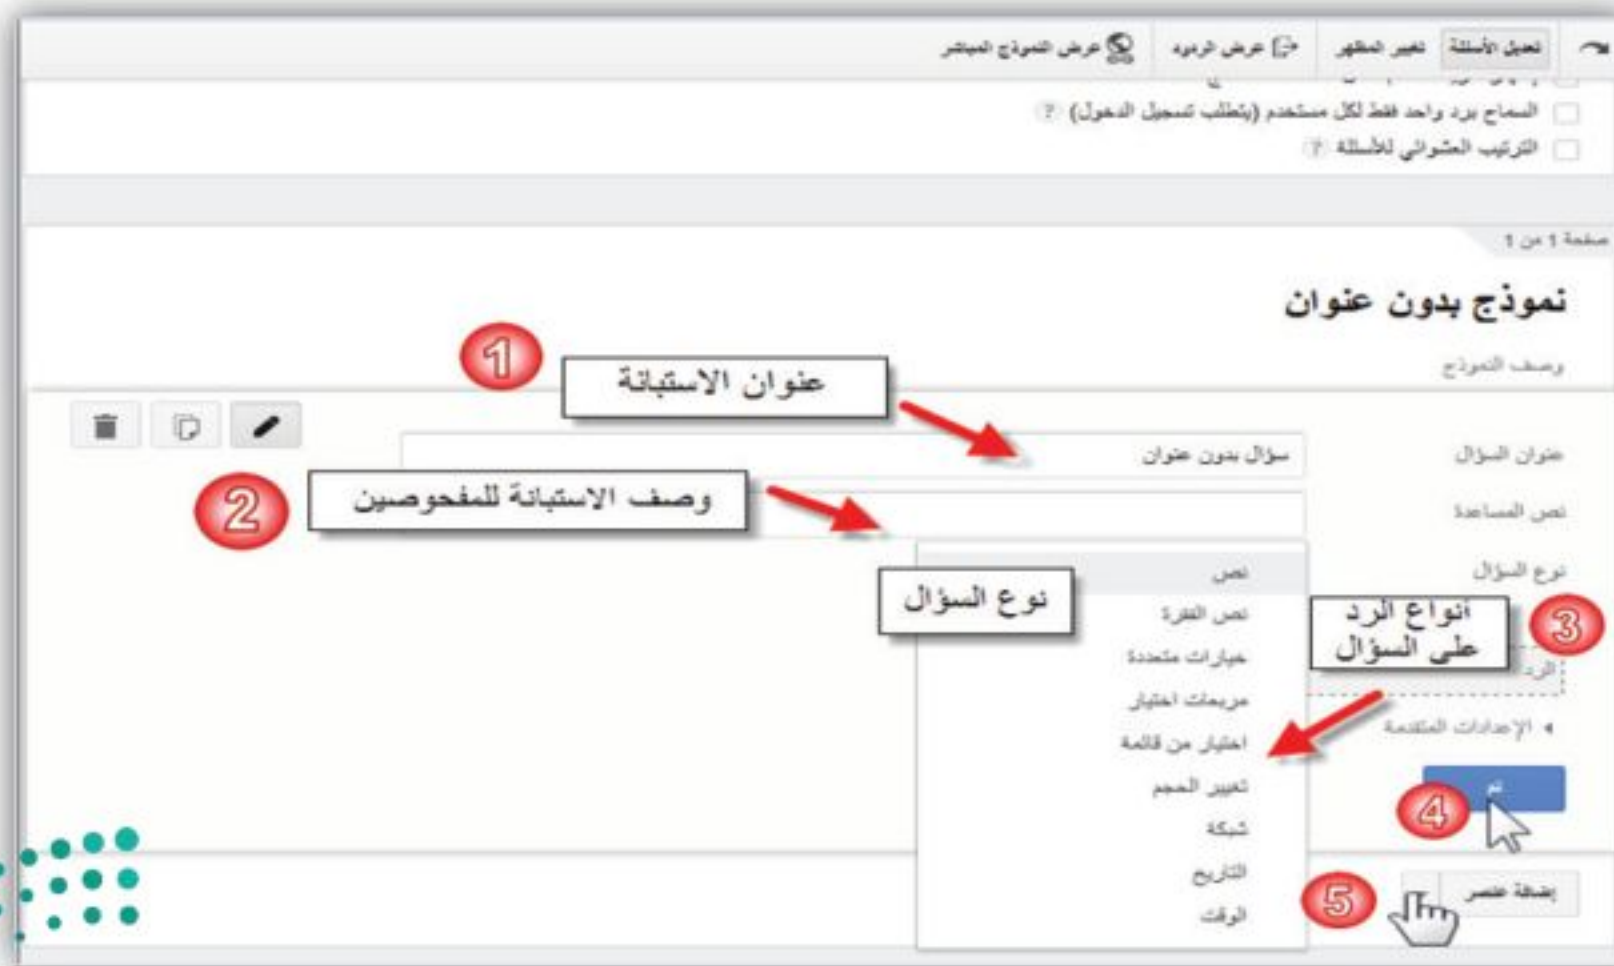 تعديل الأسئلة
تغيير المظهر
عرض الردود
عرض النموذج المباشر
السماح برد واحد فقط لكل مستخدم (يتطلب تسجيل الدخول) ?
الترتيب العشوائي للأسئلة ?
صفحة 1 من 1
نموذج بدون عنوان
وصف النموذج
1
عنوان الاستبانة
عنوان السؤال
سؤال بدون عنوان
2
وصف الاستبانة للمفحوصين
نص المساعدة
نوع السؤال
نوع السؤال
3
أنواع الرد
على السؤال
الرد
نص
نص الفقرة
خيارات متعددة
مربعات اختيار
اختيار من قائمة
تغيير الحجم
شبكة
التاريخ
الوقت
الإعدادات المتقدمة
4
تم
5
إضافة عنصر